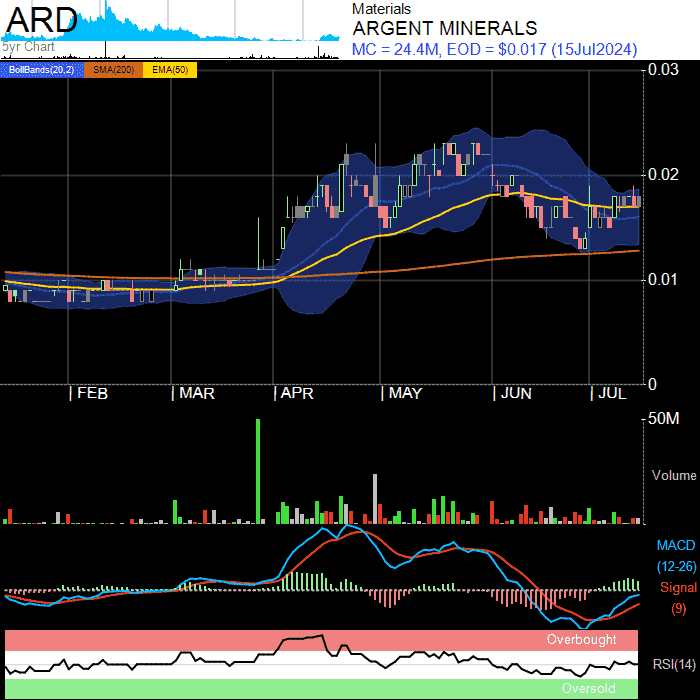 ARD
5yr Chart
Materials
ARGENT MINERALS
MC = 24.4M, EOD = $0.017 (15Jul2024)
BollBands(20,2) SMA(200) EMA(50)
0.03
0.02
0.01
0
| FEB | MAR | APR | MAY | JUN | JUL
50M
Volume
MACD
(12-26)
Signal
(9)
Overbought
RSI(14)
Oversold